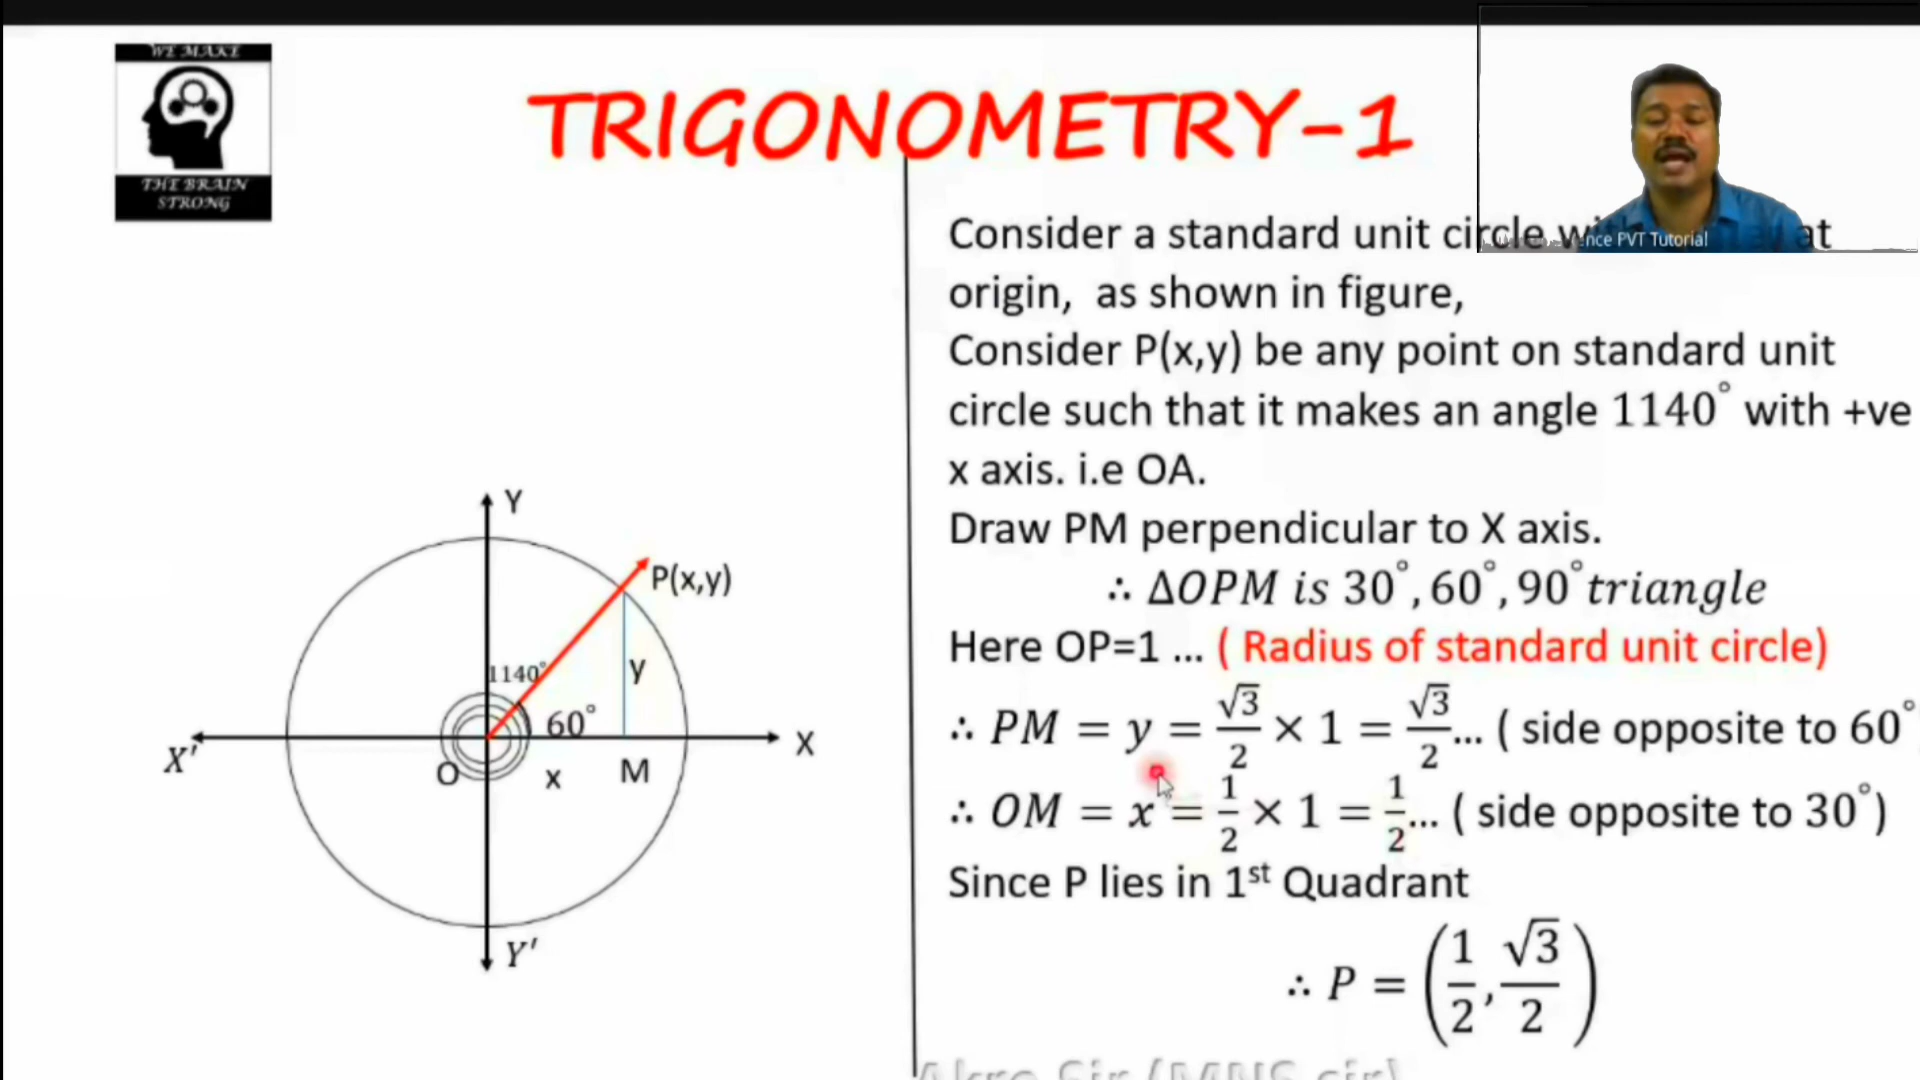 WE MAKE
THE BRAIN
STRONG
TRIGONOMETRY-1
nce PVT Tutorial
Consider a standard unit circle at
origin, as shown in figure,
Consider P(x,y) be any point on standard unit
circle such that it makes an angle 1140° with +ve
x axis. i.e OA.
Draw PM perpendicular to X axis.
∴ ΔOPM is 30°, 60°, 90° triangle
Here OP=1 ... ( Radius of standard unit circle)
∴ PM = y = √3/2 × 1 = √3/2 ... ( side opposite to 60°
∴ OM = x = 1/2 × 1 = 1/2 ... ( side opposite to 30°)
Since P lies in 1st Quadrant
∴ P = (1/2, √3/2)
Y
P(x,y)
1140°
y
60°
X'
O
x
M
X
Y'